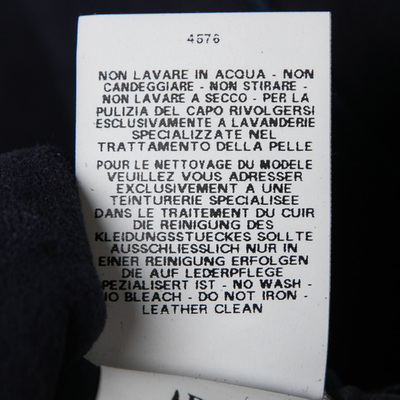 4576
NON LAVARE IN ACQUA - NON
CANDEGGIARE - NON STIRARE -
NON LAVARE A SECCO - PER LA
PULIZIA DEL CAPO RIVOLGERSI
ESCLUSIVAMENTE A LAVANDERIE
SPECIALIZZATE NEL
TRATTAMENTO DELLA PELLE
POUR LE NETTOYAGE DU MODELE
VEUILLEZ VOUS ADRESSER
EXCLUSIVEMENT A UNE
TEINTURERIE SPECIALISEE
DANS LE TRAITEMENT DU CUIR
DIE REINIGUNG DES
KLEIDUNGSSTUECKES SOLLTE
AUSSCHLIESSLICH NUR IN
EINER REINIGUNG ERFOLGEN
DIE AUF LEDERPFLEGE
PEZIALISERT IST - NO WASH -
NO BLEACH - DO NOT IRON -
LEATHER CLEAN